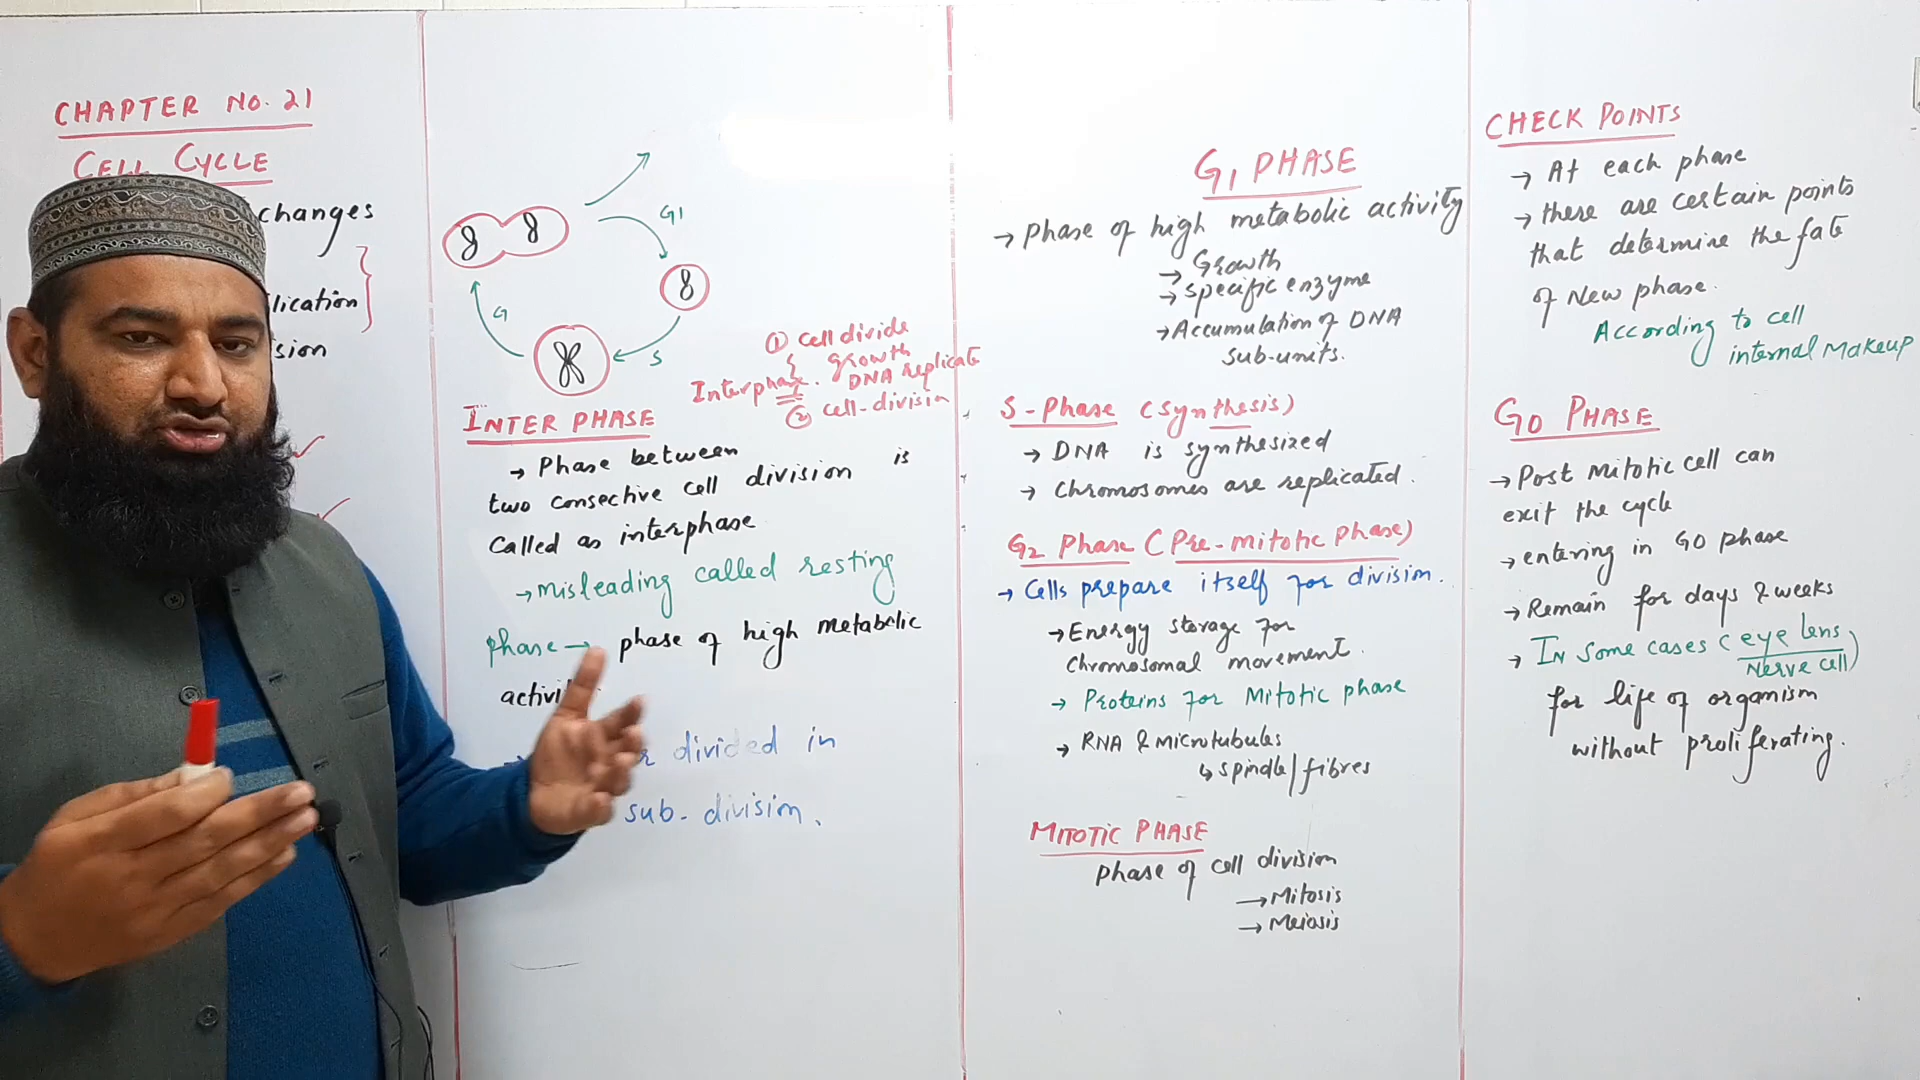 CHAPTER NO. 21
CELL CYCLE
changes
lication
sion
G1
S
G
① Cell divide
growth
Interphase. DNA replicate
② cell-division
INTER PHASE
→ Phase between
two consective cell division is
called as interphase
→ misleading called resting
phase → phase of high metabolic
activi
divided in
sub-division.
G1 PHASE
→ Phase of high metabolic activity
→ Growth
→ specific enzyme
→ Accumulation of DNA
sub-units.
S-Phase (Synthesis)
→ DNA is synthesized
→ Chromosomes are replicated.
G2 Phase (Pre-mitotic Phase)
→ Cells prepare itself for division.
→ Energy storage for
chromosomal movement.
→ Proteins for Mitotic phase
→ RNA & microtubules
↳ spindle/fibres
MITOTIC PHASE
phase of cell division
→ Mitosis
→ Meiosis
CHECK POINTS
→ At each phase
→ there are certain points
that determine the fate
of New phase.
According to cell
internal makeup
G0 PHASE
→ Post mitotic cell can
exit the cycle
→ entering in G0 phase
→ Remain for days & weeks
→ In some cases (eye lens
Nerve cell)
for life of organism
without proliferating.